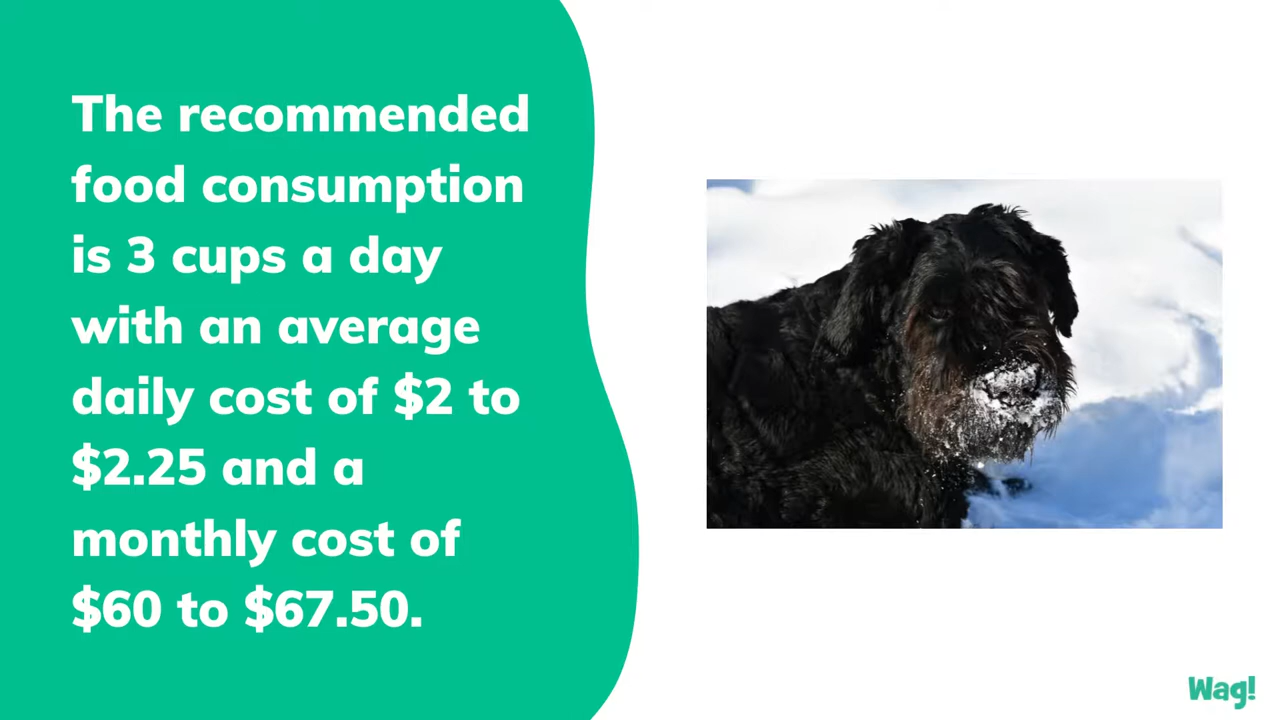 The recommended
food consumption
is 3 cups a day
with an average
daily cost of $2 to
$2.25 and a
monthly cost of
$60 to $67.50.
Wag!